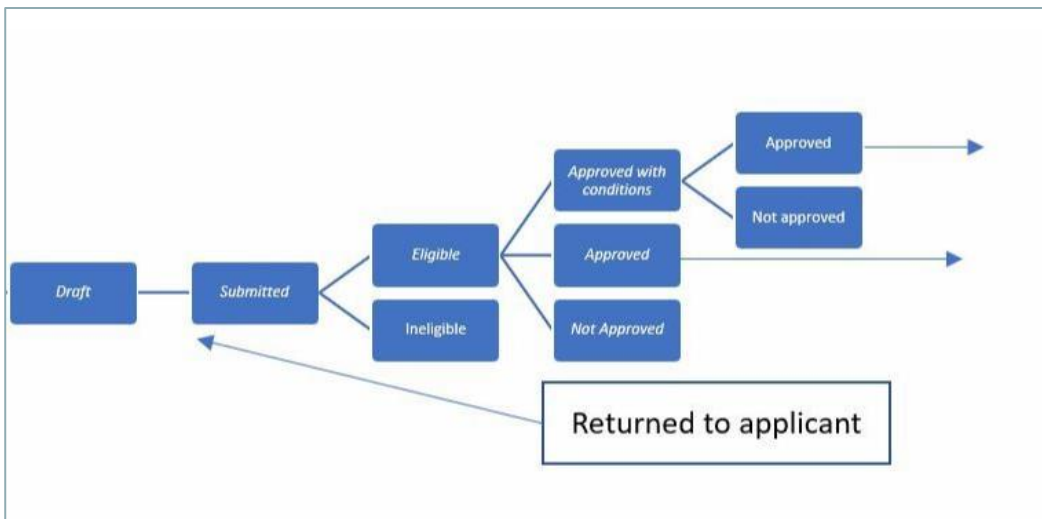 Draft
Submitted
Eligible
Ineligible
Approved with
conditions
Approved
Not Approved
Approved
Not approved
Returned to applicant